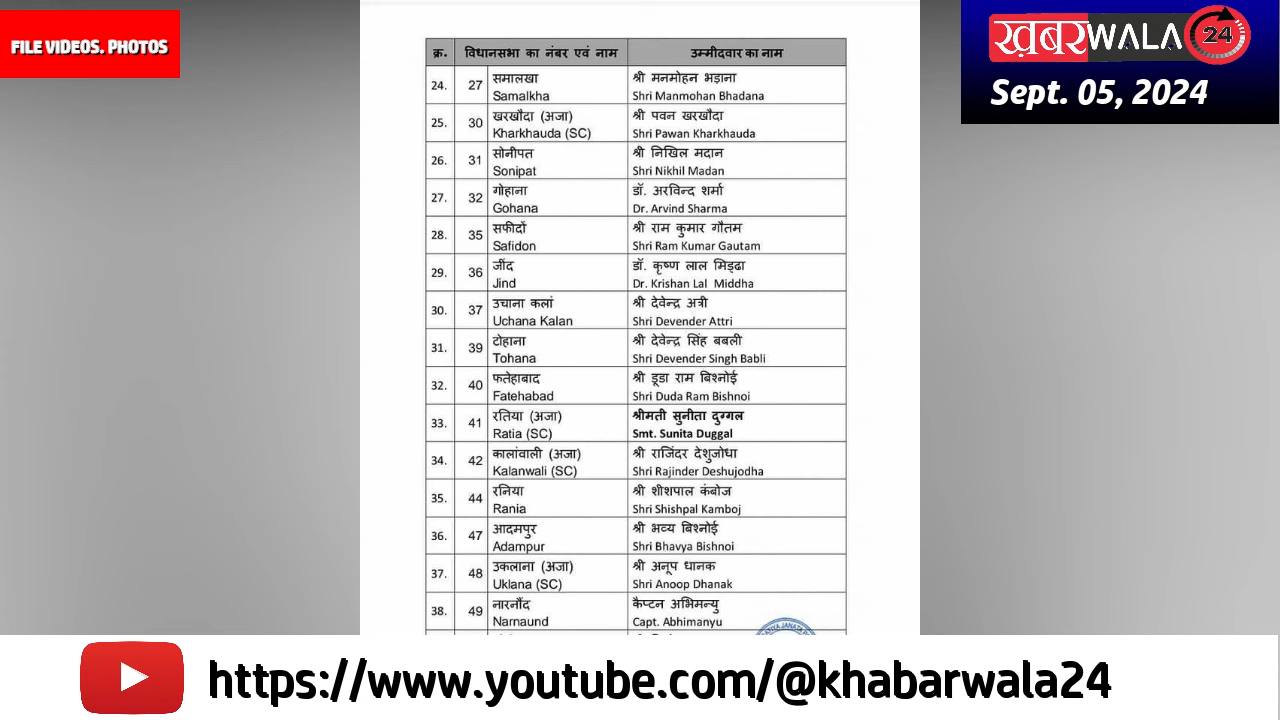 FILE VIDEOS. PHOTOS
ख़बरWALA 24
Sept. 05, 2024
क्र. विधानसभा का नंबर एवं नाम उम्मीदवार का नाम
24. 27 समालखा श्री मनमोहन भड़ाना
Samalkha Shri Manmohan Bhadana
25. 30 खरखौदा (अजा) श्री पवन खरखौदा
Kharkhauda (SC) Shri Pawan Kharkhauda
26. 31 सोनीपत श्री निखिल मदान
Sonipat Shri Nikhil Madan
27. 32 गोहाना डॉ. अरविन्द शर्मा
Gohana Dr. Arvind Sharma
28. 35 सफीदों श्री राम कुमार गौतम
Safidon Shri Ram Kumar Gautam
29. 36 जींद डॉ. कृष्ण लाल मिड्ढा
Jind Dr. Krishan Lal Middha
30. 37 उचाना कलां श्री देवेन्द्र अत्री
Uchana Kalan Shri Devender Attri
31. 39 टोहाना श्री देवेन्द्र सिंह बबली
Tohana Shri Devender Singh Babli
32. 40 फतेहाबाद श्री डूडा राम बिश्नोई
Fatehabad Shri Duda Ram Bishnoi
33. 41 रतिया (अजा) श्रीमती सुनीता दुग्गल
Ratia (SC) Smt. Sunita Duggal
34. 42 कालांवाली (अजा) श्री राजिंदर देशुजोधा
Kalanwali (SC) Shri Rajinder Deshujodha
35. 44 रनिया श्री शीशपाल कंबोज
Rania Shri Shishpal Kamboj
36. 47 आदमपुर श्री भव्य बिश्नोई
Adampur Shri Bhavya Bishnoi
37. 48 उकलाना (अजा) श्री अनूप धानक
Uklana (SC) Shri Anoop Dhanak
38. 49 नारनौंद कैप्टन अभिमन्यु
Narnaund Capt. Abhimanyu
https://www.youtube.com/@khabarwala24